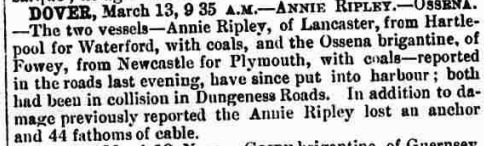 DOVER, March 13, 9 35 A.M.—ANNIE RIPLEY.—OSSENA.
—The two vessels—Annie Ripley, of Lancaster, from Hartle-
pool for Waterford, with coals, and the Ossena brigantine, of
Fowey, from Newcastle for Plymouth, with coals—reported
in the roads last evening, have since put into harbour; both
had been in collision in Dungeness Roads. In addition to da-
mage previously reported the Annie Ripley lost an anchor
and 44 fathoms of cable.
brigantine, of Guernsey